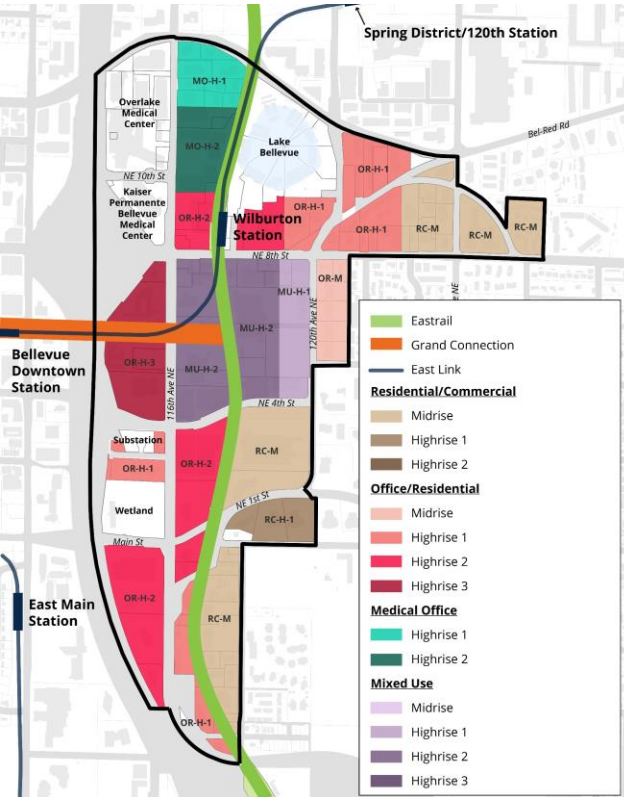 Spring District/120th Station
MO-H-1
Overlake
Medical
Center
Bel-Red Rd
MO-H-2
Lake
Bellevue
NE 10th St
OR-H-1
Kaiser
Permanente
Bellevue
Medical
Center
OR-H-2
Wilburton
Station
OR-H-1
OR-H-1
RC-M
RC-M
RC-M
NE 8th St
MU-H-1
OR-M
MU-H-2
120th Ave NE
Bellevue
Downtown
Station
OR-H-3
MU-H-2
116th Ave NE
NE 4th St
Substation
OR-H-1
OR-H-2
RC-M
Wetland
NE 1st St
RC-H-1
Main St
East Main
Station
OR-H-2
RC-M
OR-H-1
NE
Eastrail
Grand Connection
East Link
Residential/Commercial
Midrise
Highrise 1
Highrise 2
Office/Residential
Midrise
Highrise 1
Highrise 2
Highrise 3
Medical Office
Highrise 1
Highrise 2
Mixed Use
Midrise
Highrise 1
Highrise 2
Highrise 3